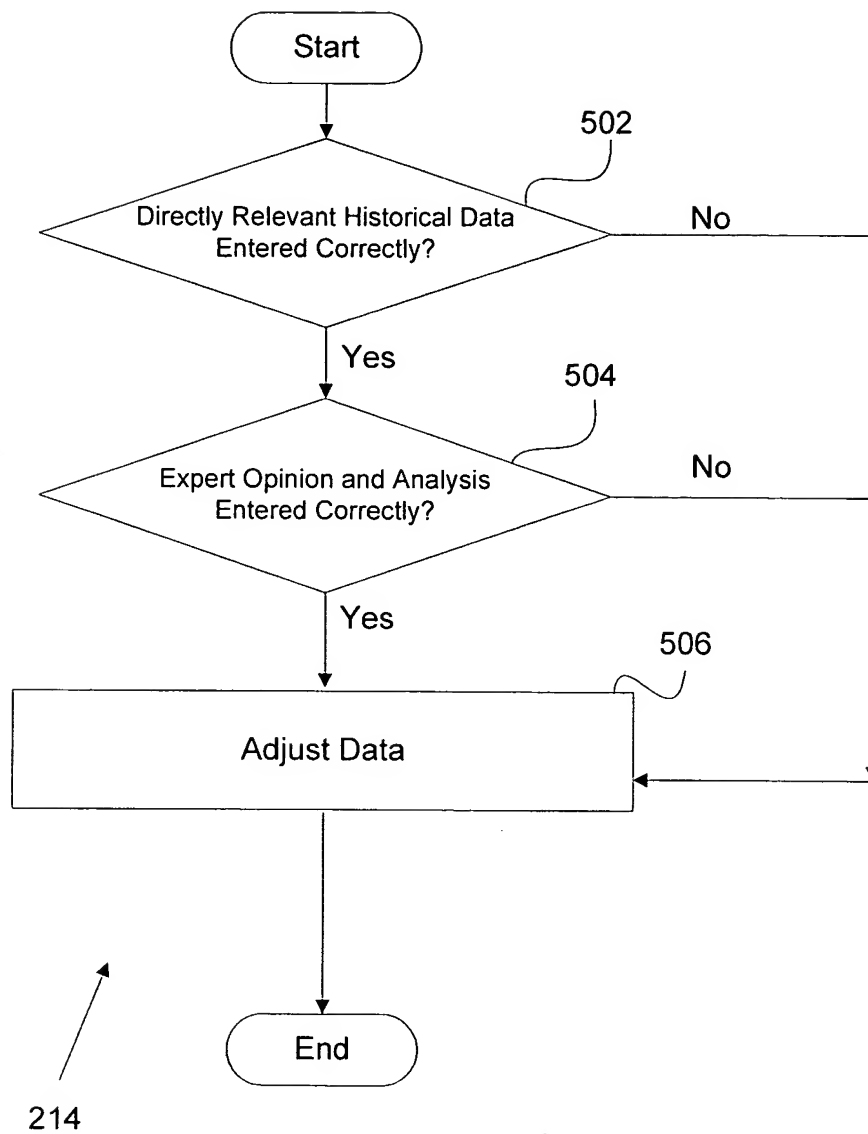 Start
502
Directly Relevant Historical Data
Entered Correctly?
No
Yes
504
Expert Opinion and Analysis
Entered Correctly?
No
Yes
506
Adjust Data
End
214